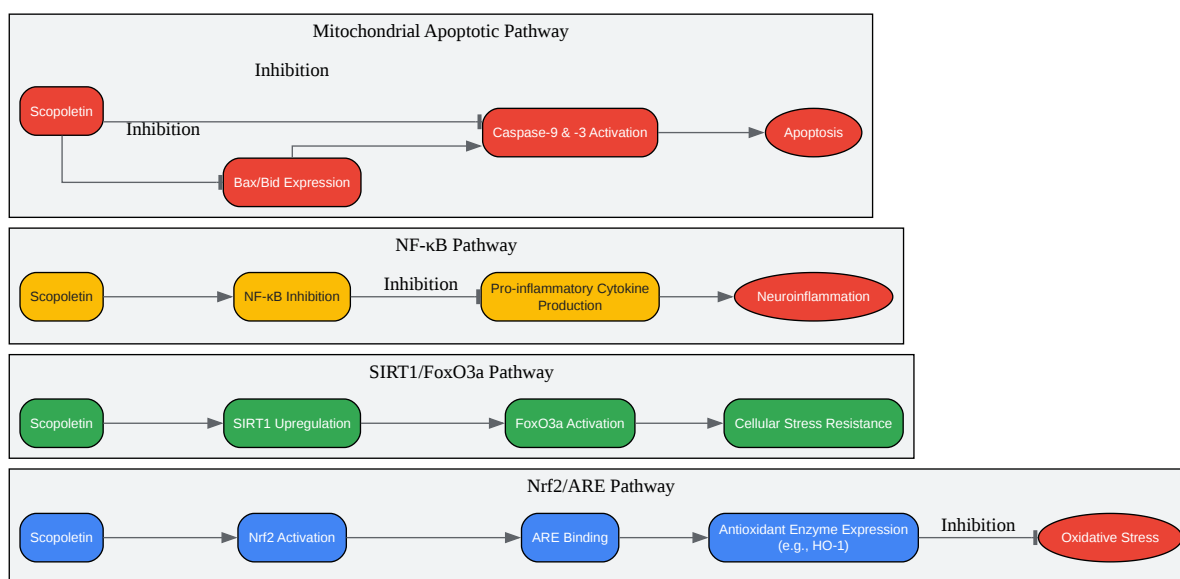 Mitochondrial Apoptotic Pathway
Inhibition
Scopoletin
Inhibition
Caspase-9 & -3 Activation
Apoptosis
Bax/Bid Expression
NF-κB Pathway
Scopoletin
NF-κB Inhibition
Inhibition
Pro-inflammatory Cytokine
Production
Neuroinflammation
SIRT1/FoxO3a Pathway
Scopoletin
SIRT1 Upregulation
FoxO3a Activation
Cellular Stress Resistance
Nrf2/ARE Pathway
Scopoletin
Nrf2 Activation
ARE Binding
Antioxidant Enzyme Expression
(e.g., HO-1)
Inhibition
Oxidative Stress